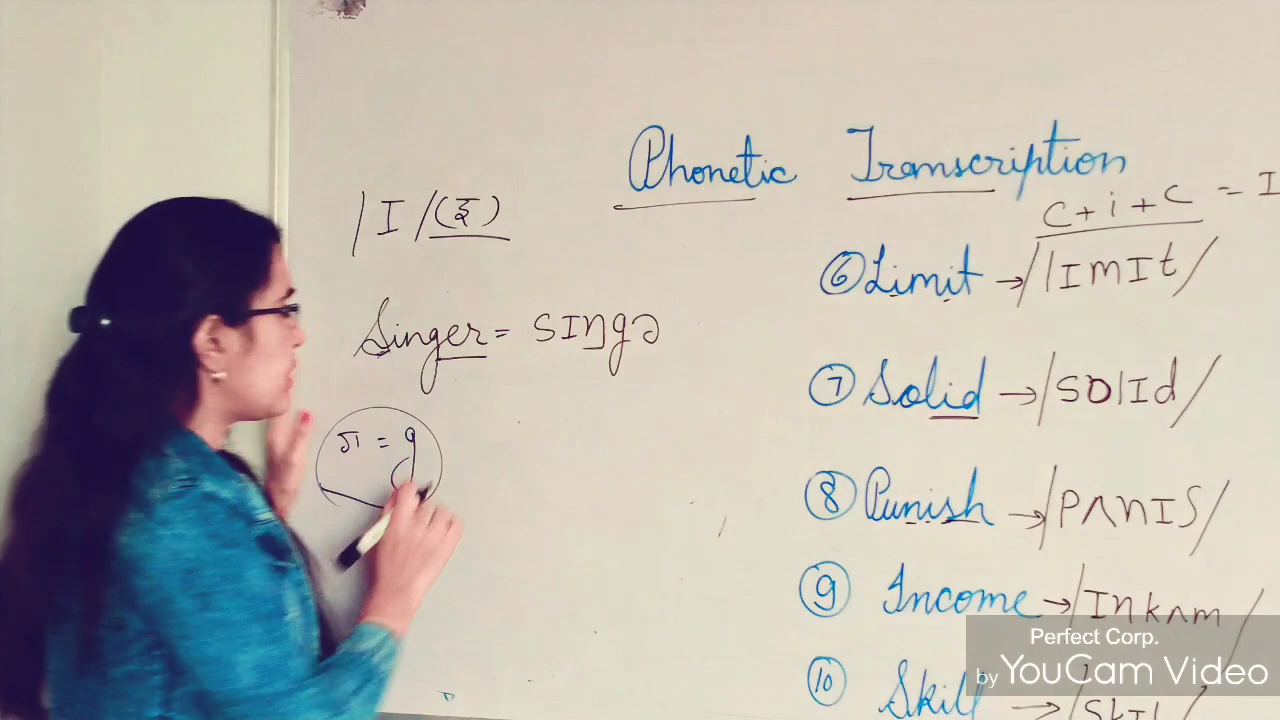 Phonetic Transcription
/I/(इ)
C+i+C = I
⑥ Limit → /lImIt/
Singer = sIŋgə
⑦ Solid → /sɒlId/
ग = g
⑧ Punish → /pʌnIʃ/
⑨ Income → /Inkʌm/
⑩ Skill → /skIl/
Perfect Corp.
by YouCam Video